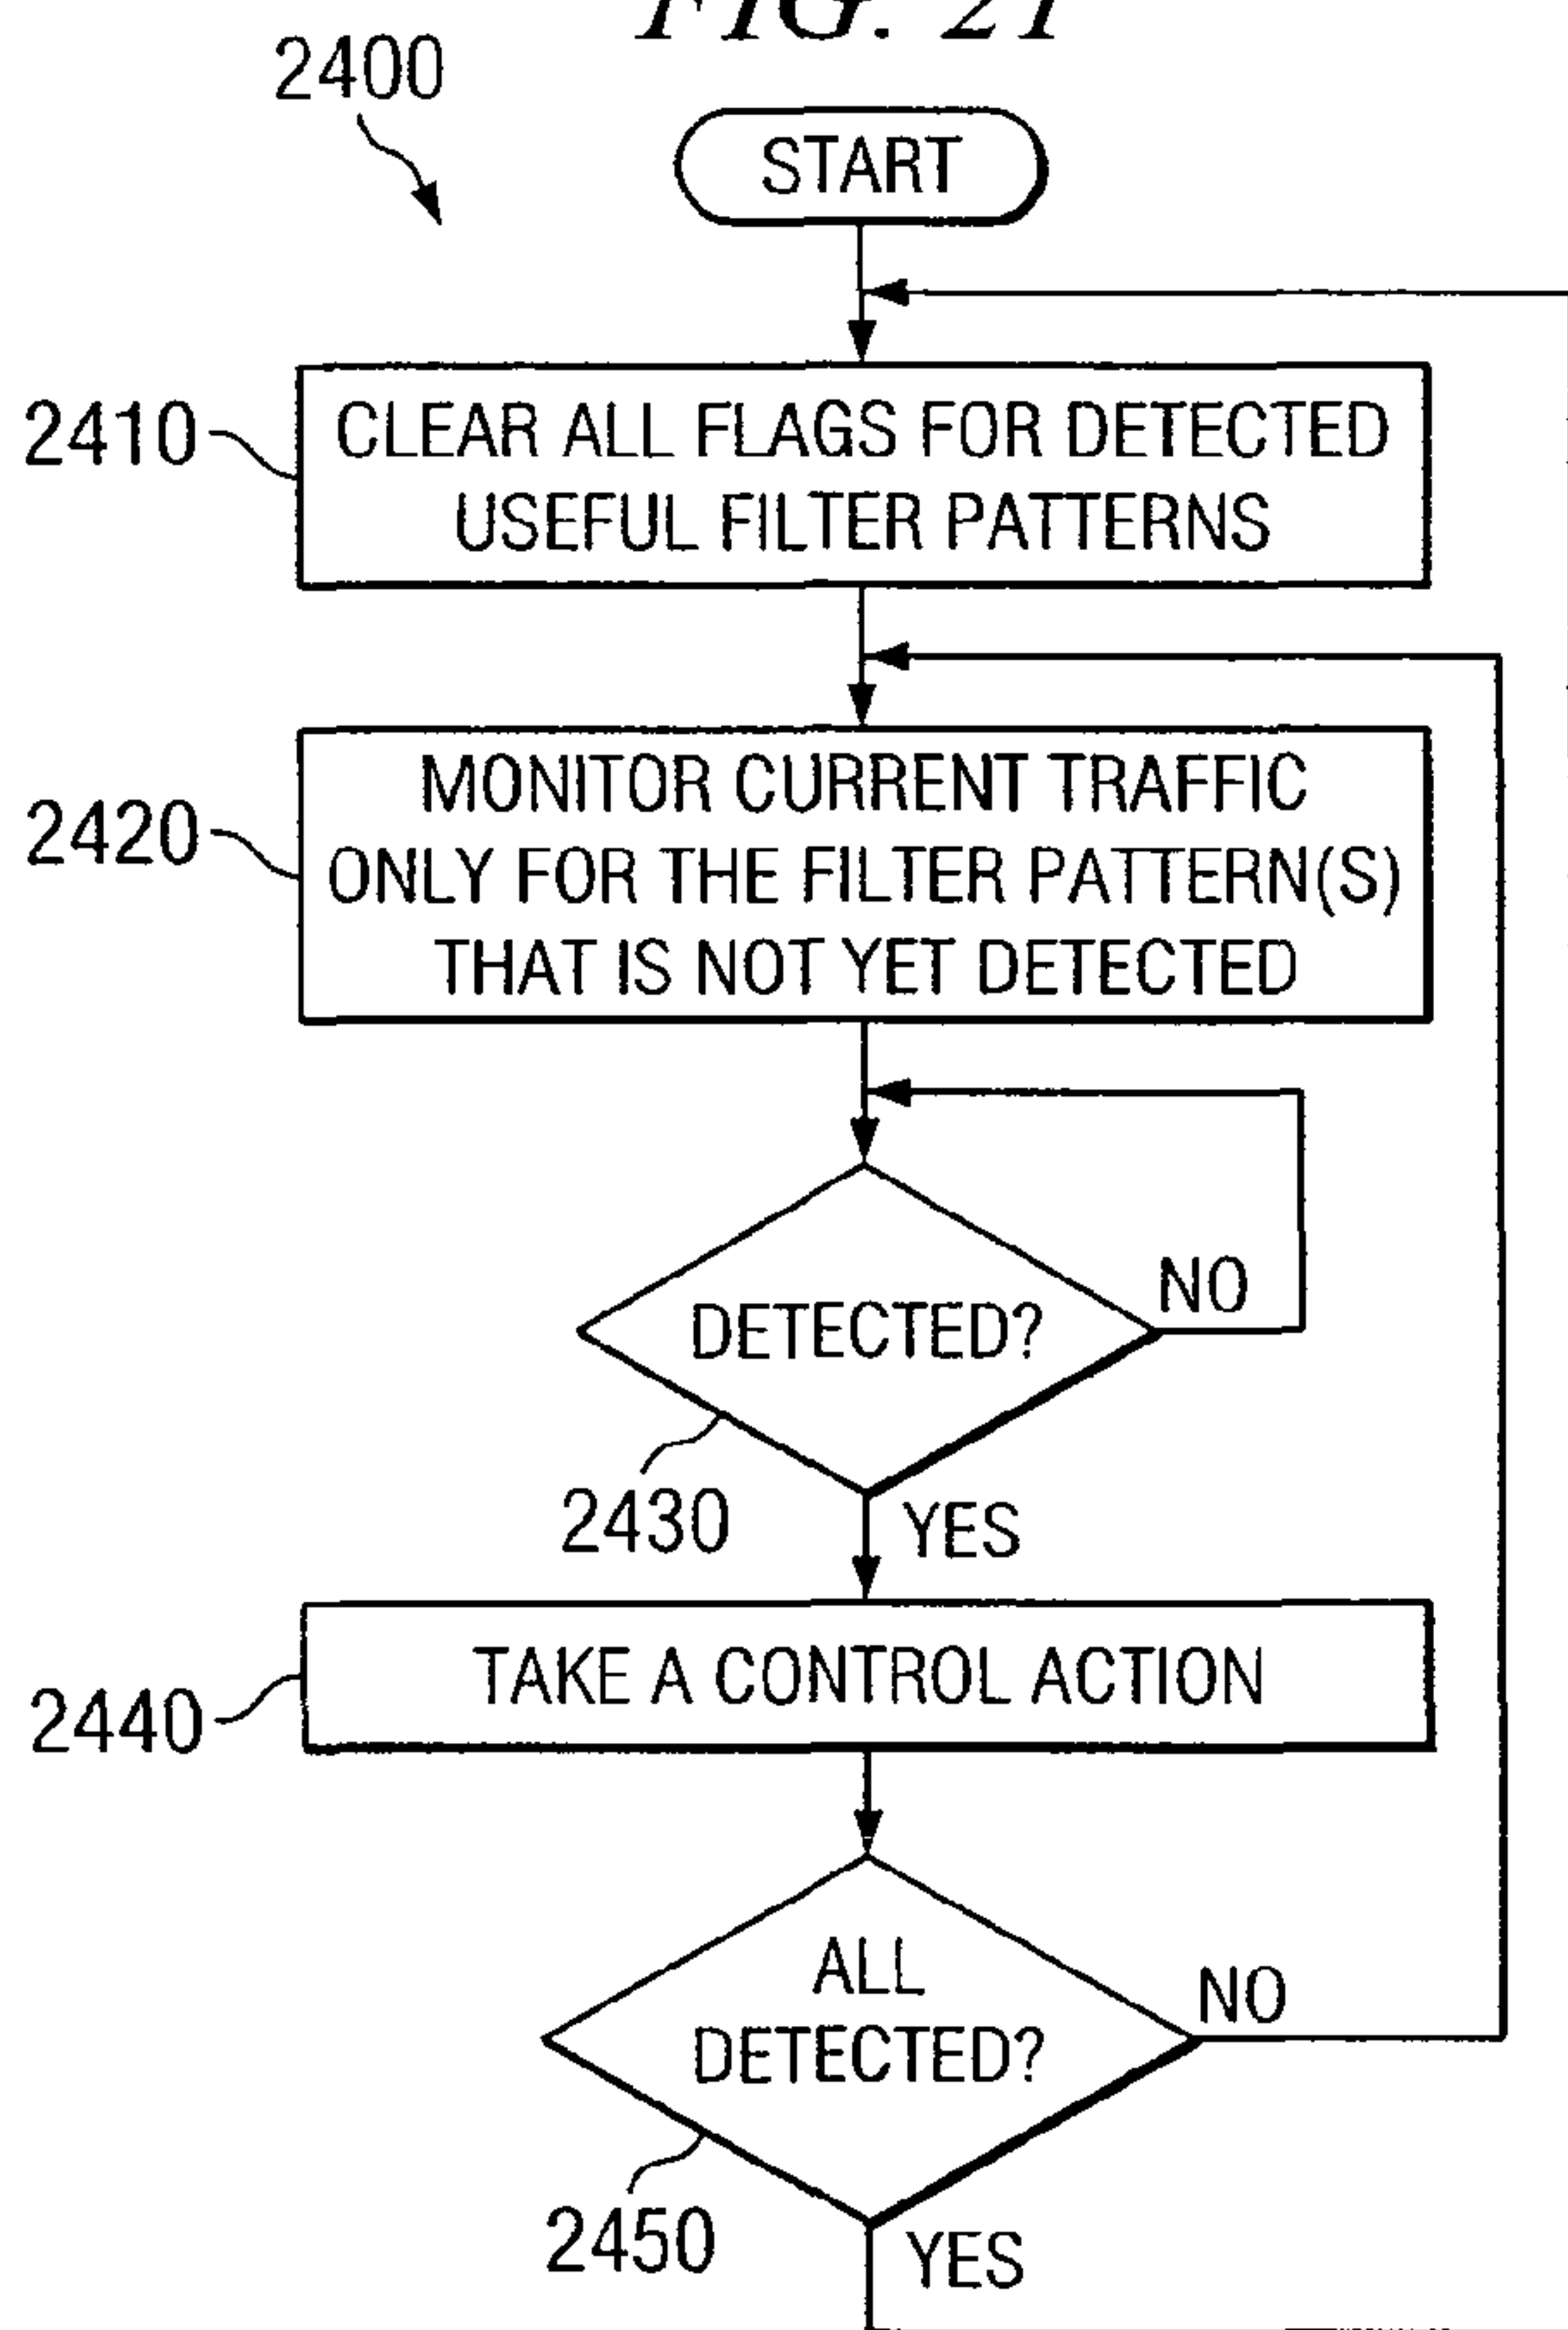 FIG. 21
2400
START
2410
CLEAR ALL FLAGS FOR DETECTED
USEFUL FILTER PATTERNS
2420
MONITOR CURRENT TRAFFIC
ONLY FOR THE FILTER PATTERN(S)
THAT IS NOT YET DETECTED
DETECTED?
NO
2430
YES
TAKE A CONTROL ACTION
2440
ALL
DETECTED?
NO
2450
YES